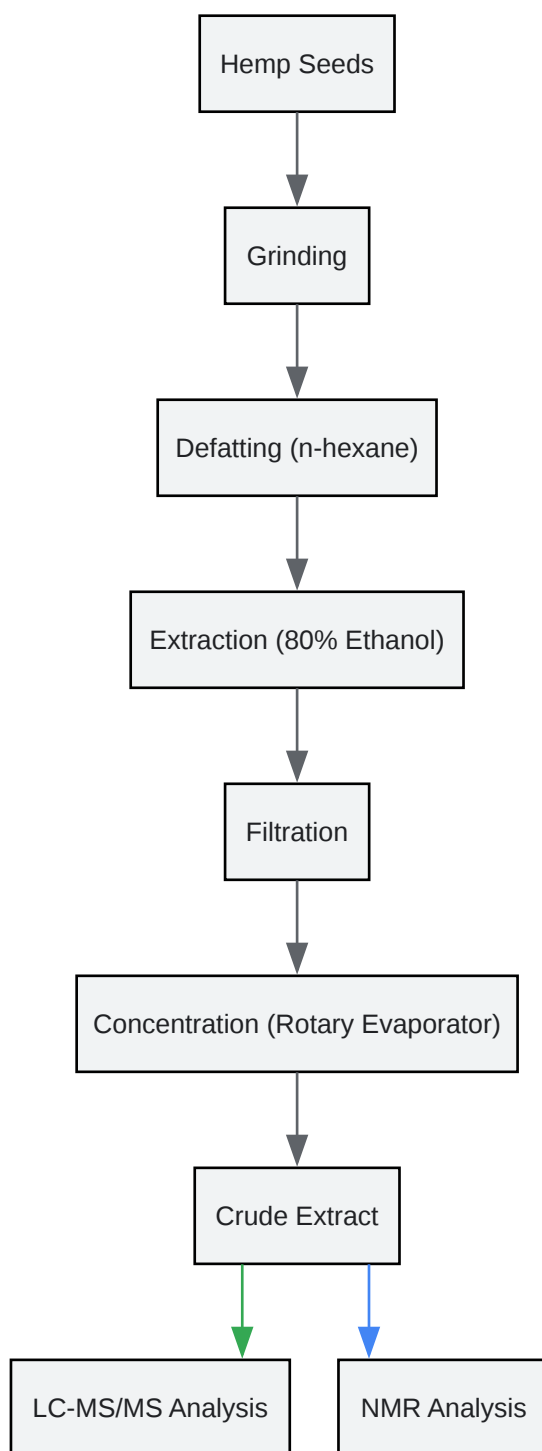 Hemp Seeds
Grinding
Defatting (n-hexane)
Extraction (80% Ethanol)
Filtration
Concentration (Rotary Evaporator)
Crude Extract
LC-MS/MS Analysis
NMR Analysis